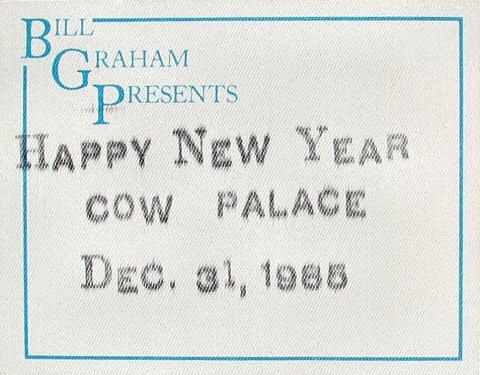 BILL
GRAHAM
PRESENTS
HAPPY NEW YEAR
COW PALACE
DEC. 31, 1985